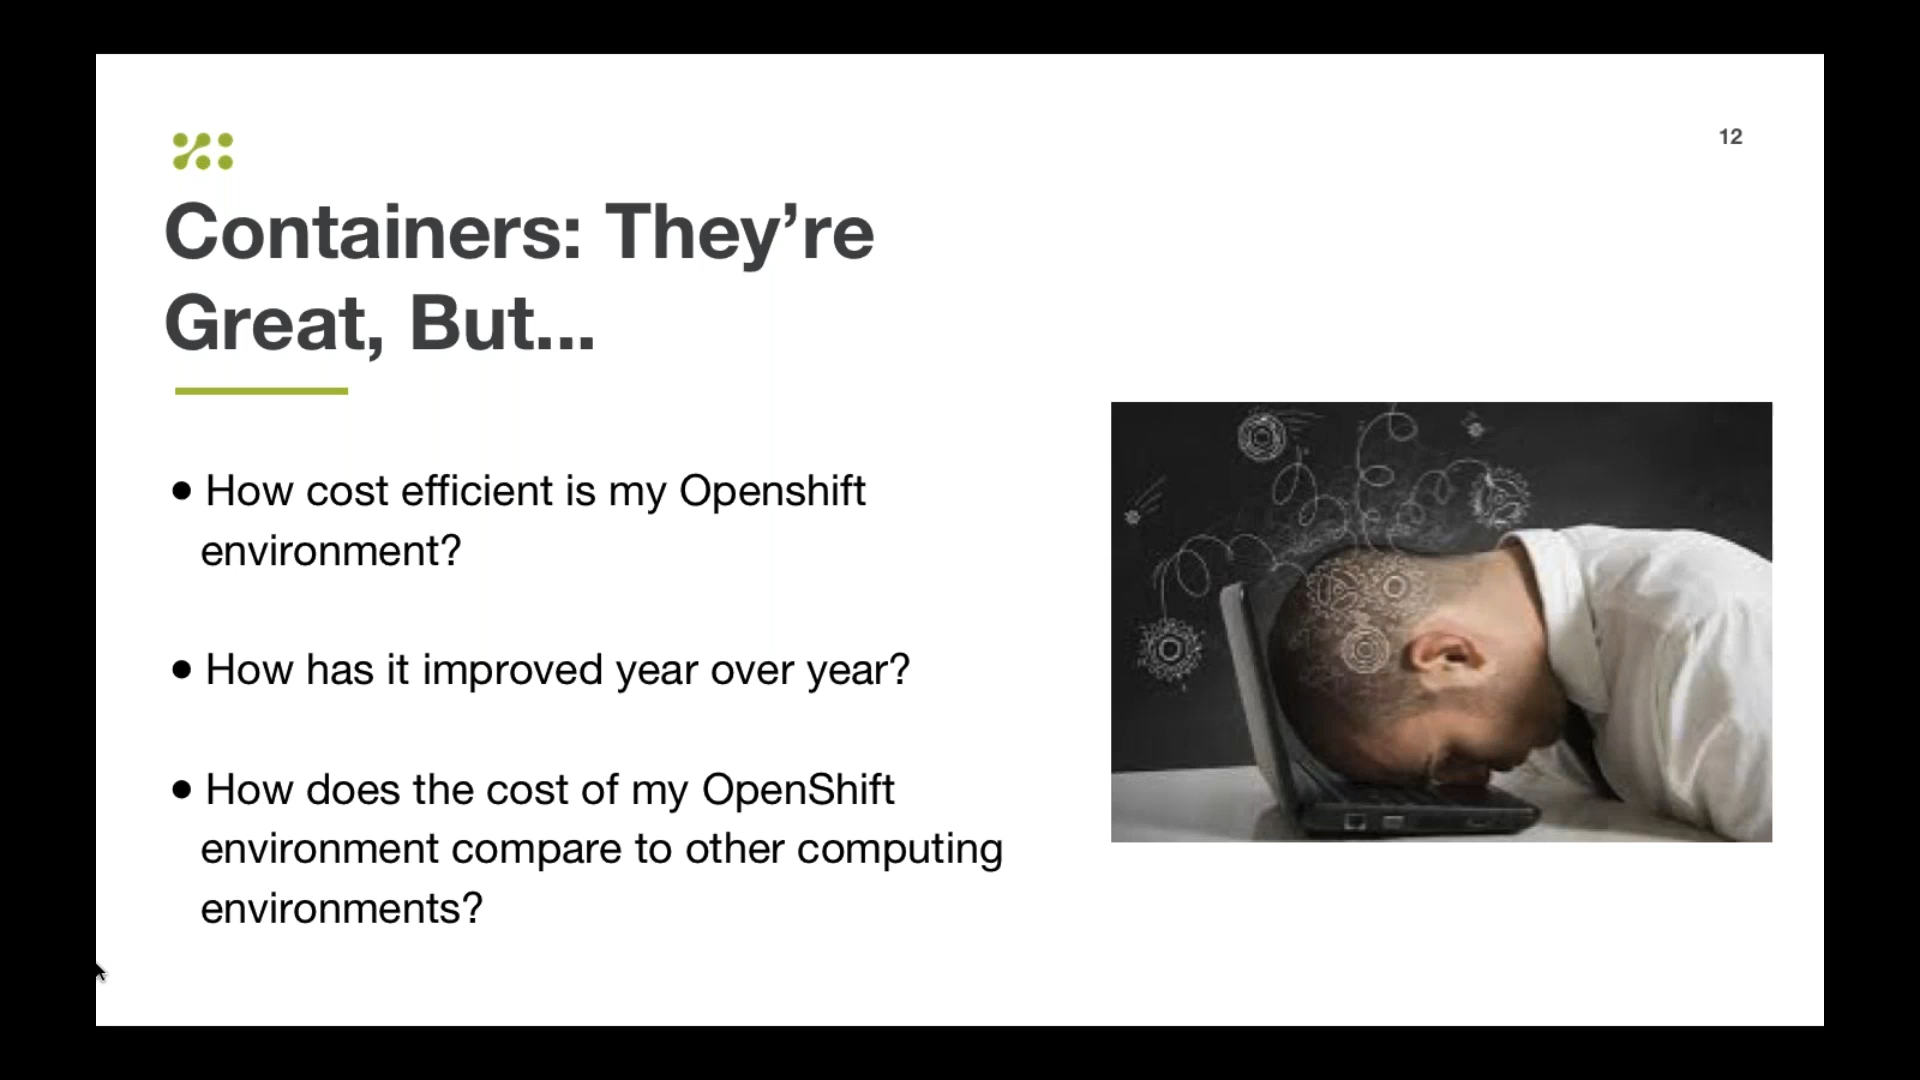 12
Containers: They’re
Great, But...
● How cost efficient is my Openshift
environment?
● How has it improved year over year?
● How does the cost of my OpenShift
environment compare to other computing
environments?